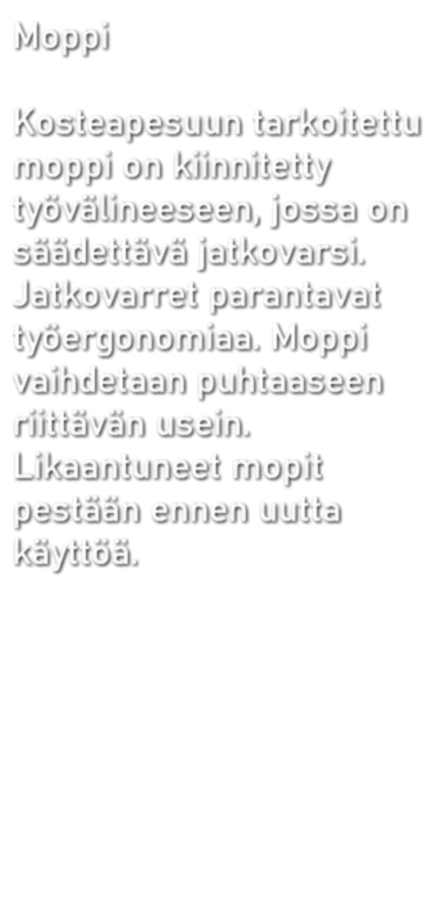 Moppi
Kosteapesuun tarkoitettu
moppi on kiinnitetty
työvälineeseen, jossa on
säädettävä jatkovarsi.
Jatkovarret parantavat
työergonomiaa. Moppi
vaihdetaan puhtaaseen
riittävän usein.
Likaantuneet mopit
pestään ennen uutta
käyttöä.